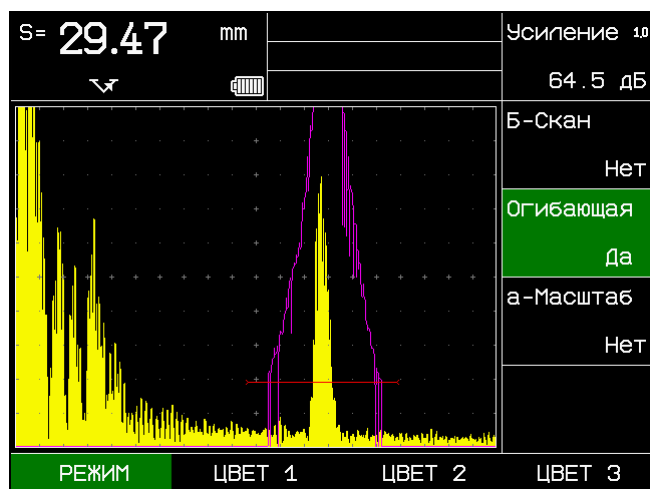 S= 29.47 mm
Усиление 1.0
64.5 дБ
Б-Скан
Нет
Огибающая
Да
а-Масштаб
Нет
РЕЖИМ ЦВЕТ 1 ЦВЕТ 2 ЦВЕТ 3